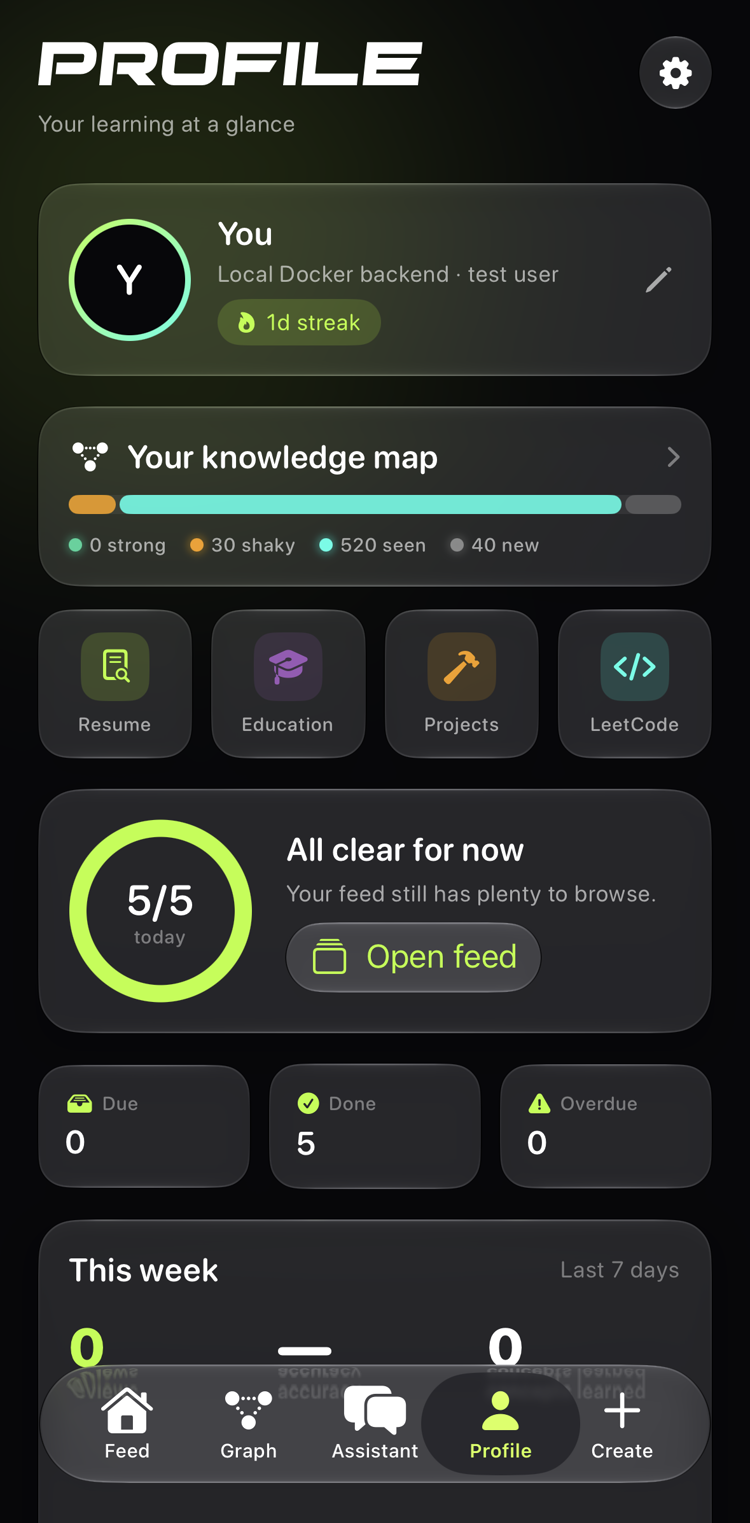 PROFILE
Your learning at a glance
Y
You
Local Docker backend · test user
1d streak
Your knowledge map
0 strong
30 shaky
520 seen
40 new
Resume
Education
Projects
LeetCode
5/5
today
All clear for now
Your feed still has plenty to browse.
Open feed
Due
0
Done
5
Overdue
0
This week
Last 7 days
0
—
0
accuracy
learned
Feed
Graph
Assistant
Profile
Create